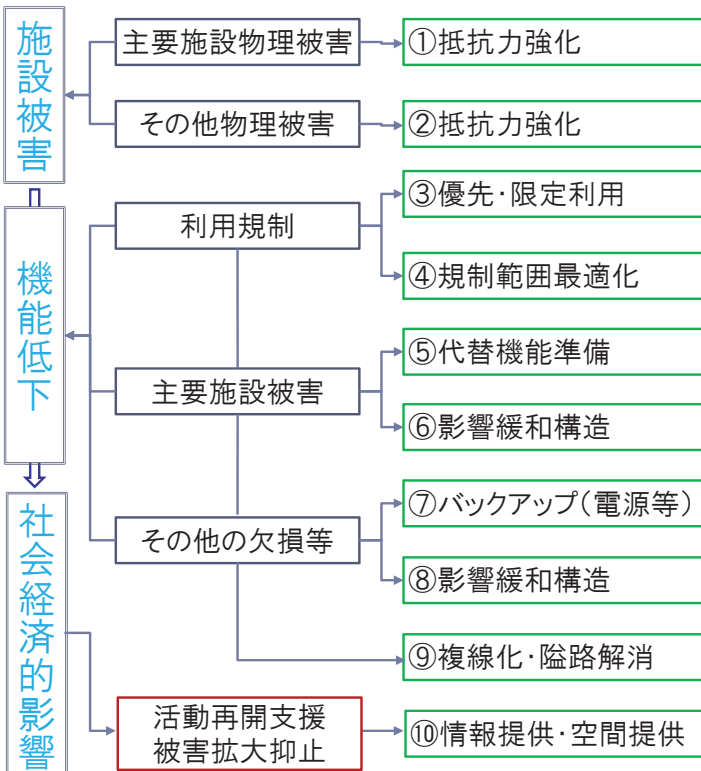 施設被害
主要施設物理被害
①抵抗力強化
その他物理被害
②抵抗力強化
機能低下
利用規制
③優先・限定利用
④規制範囲最適化
主要施設被害
⑤代替機能準備
⑥影響緩和構造
その他の欠損等
⑦バックアップ(電源等)
⑧影響緩和構造
⑨複線化・隘路解消
社会経済的影響
活動再開支援
被害拡大抑止
⑩情報提供・空間提供